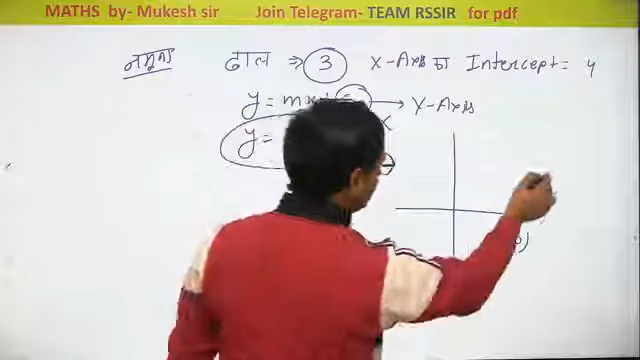 MATHS by- Mukesh sir Join Telegram- TEAM RSSIR for pdf
नमूना ढाल ⇒ 3 X-Axis का Intercept = 4
y = mx → Y-Axis
y =